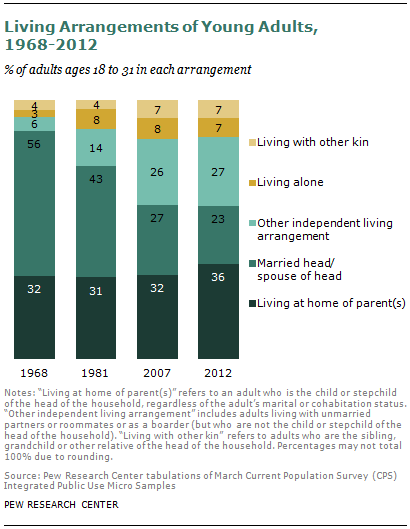 Living Arrangements of Young Adults,
1968-2012
% of adults ages 18 to 31 in each arrangement
4 4 7 7
3 8 8 7
6 14 26 27
56 43 27 23
32 31 32 36
Living with other kin
Living alone
Other independent living
arrangement
Married head/
spouse of head
Living at home of parent(s)
1968 1981 2007 2012
Notes: “Living at home of parent(s)” refers to an adult who is the child or stepchild
of the head of the household, regardless of the adult’s marital or cohabitation status.
“Other independent living arrangement” includes adults living with unmarried
partners or roommates or as a boarder (but who are not the child or stepchild of the
head of the household). “Living with other kin” refers to adults who are the sibling,
grandchild or other relative of the head of the household. Percentages may not total
100% due to rounding.
Source: Pew Research Center tabulations of March Current Population Survey (CPS)
Integrated Public Use Micro Samples
PEW RESEARCH CENTER